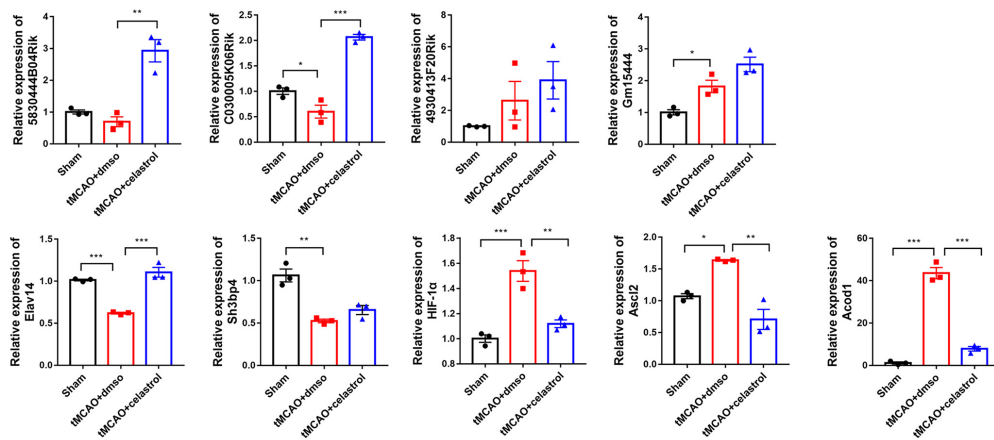 Relative expression of
5830444B04Rik
4
3
2
1
0
**
Sham
tMCAO+dmso
tMCAO+celastrol
Relative expression of
C030005K06Rik
2.5
2.0
1.5
1.0
0.5
0.0
*
***
Sham
tMCAO+dmso
tMCAO+celastrol
Relative expression of
4930413F20Rik
8
6
4
2
0
Sham
tMCAO+dmso
tMCAO+celastrol
Relative expression of
Gm15444
4
3
2
1
0
*
Sham
tMCAO+dmso
tMCAO+celastrol
Relative expression of
Elavl4
1.5
1.0
0.5
0.0
***
***
Sham
tMCAO+dmso
tMCAO+celastrol
Relative expression of
Sh3bp4
1.5
1.0
0.5
0.0
**
Sham
tMCAO+dmso
tMCAO+celastrol
Relative expression of
HIF-1α
1.8
1.6
1.4
1.2
1.0
0.8
***
**
Sham
tMCAO+dmso
tMCAO+celastrol
Relative expression of
Ascl2
2.0
1.5
1.0
0.5
0.0
*
**
Sham
tMCAO+dmso
tMCAO+celastrol
Relative expression of
Acod1
60
40
20
0
***
***
Sham
tMCAO+dmso
tMCAO+celastrol